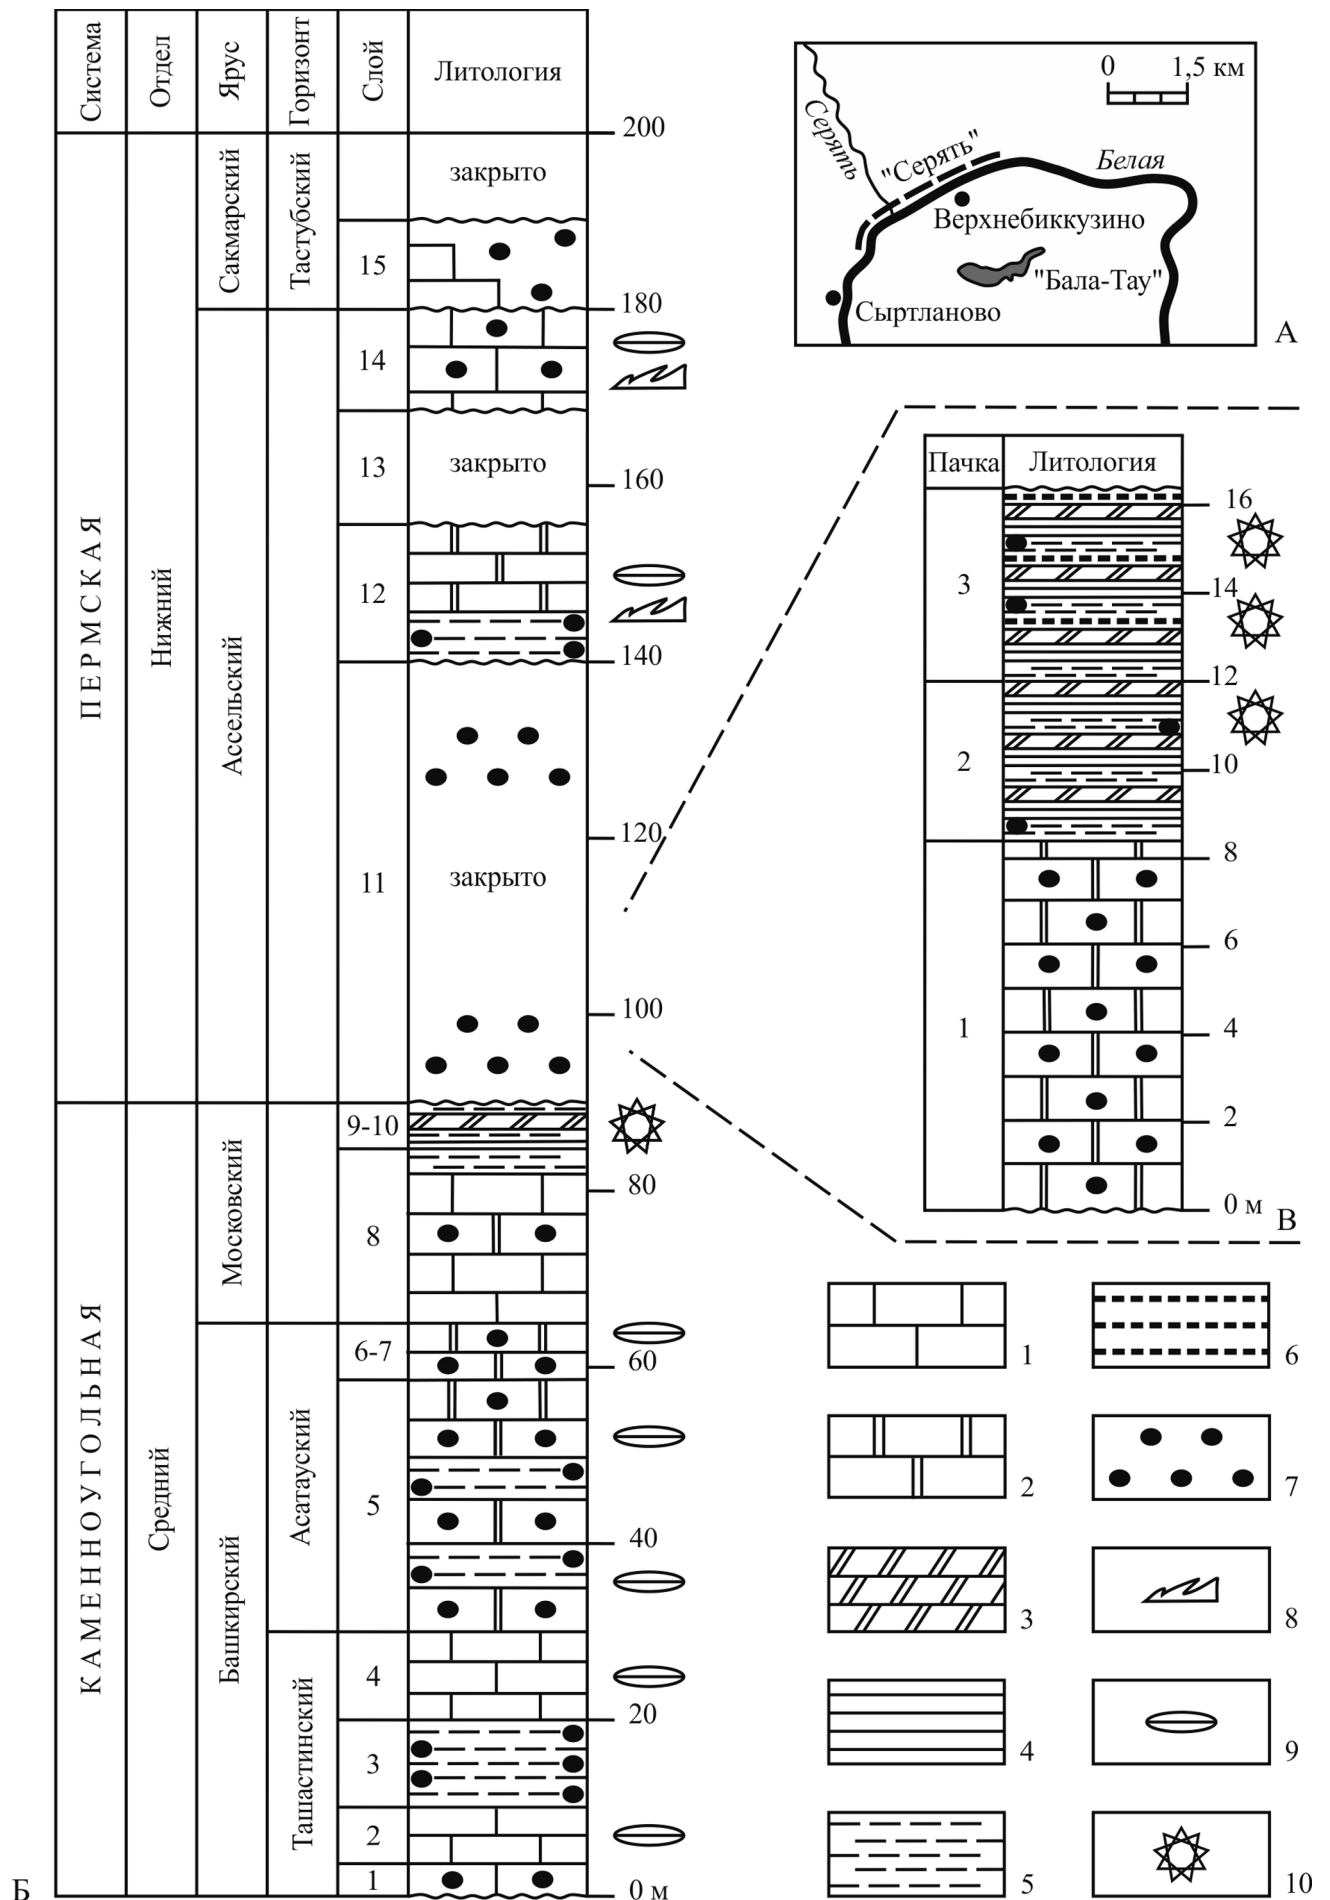 Система
Отдел
Ярус
Горизонт
Слой
Литология
200
Сакмарский
Тастубский
закрыто
15
180
14
13
закрыто
160
12
140
ПЕРМСКАЯ
Нижний
Ассельский
120
11
закрыто
100
9-10
Московский
80
8
6-7
60
КАМЕННОУГОЛЬНАЯ
Средний
Башкирский
Асатауский
5
40
4
20
Ташастинский
3
2
1
0 м
Б
0 1,5 км
Серять
"Серять"
Белая
Верхнебиккузино
"Бала-Тау"
Сыртланово
А
Пачка
Литология
16
3
14
12
2
10
8
6
1
4
2
0 м
В
1
6
2
7
3
8
4
9
5
10